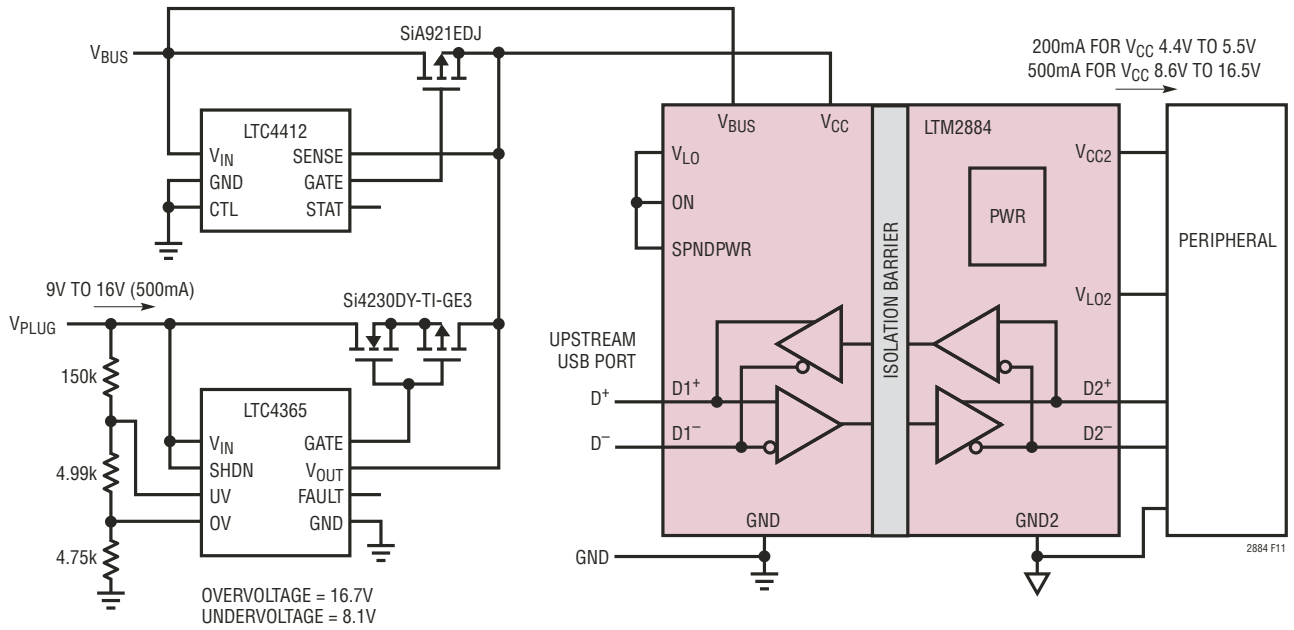 SiA921EDJ
VBUS
LTC4412
VIN
GND
CTL
SENSE
GATE
STAT
9V TO 16V (500mA)
VPLUG
Si4230DY-TI-GE3
150k
4.99k
4.75k
LTC4365
VIN
SHDN
UV
OV
GATE
VOUT
FAULT
GND
OVERVOLTAGE = 16.7V
UNDERVOLTAGE = 8.1V
200mA FOR VCC 4.4V TO 5.5V
500mA FOR VCC 8.6V TO 16.5V
VBUS
VCC
LTM2884
VLO
ON
SPNDPWR
ISOLATION BARRIER
PWR
VCC2
VLO2
PERIPHERAL
UPSTREAM
USB PORT
D+
D1+
D2+
D−
D1−
D2−
GND
GND2
GND
2884 F11